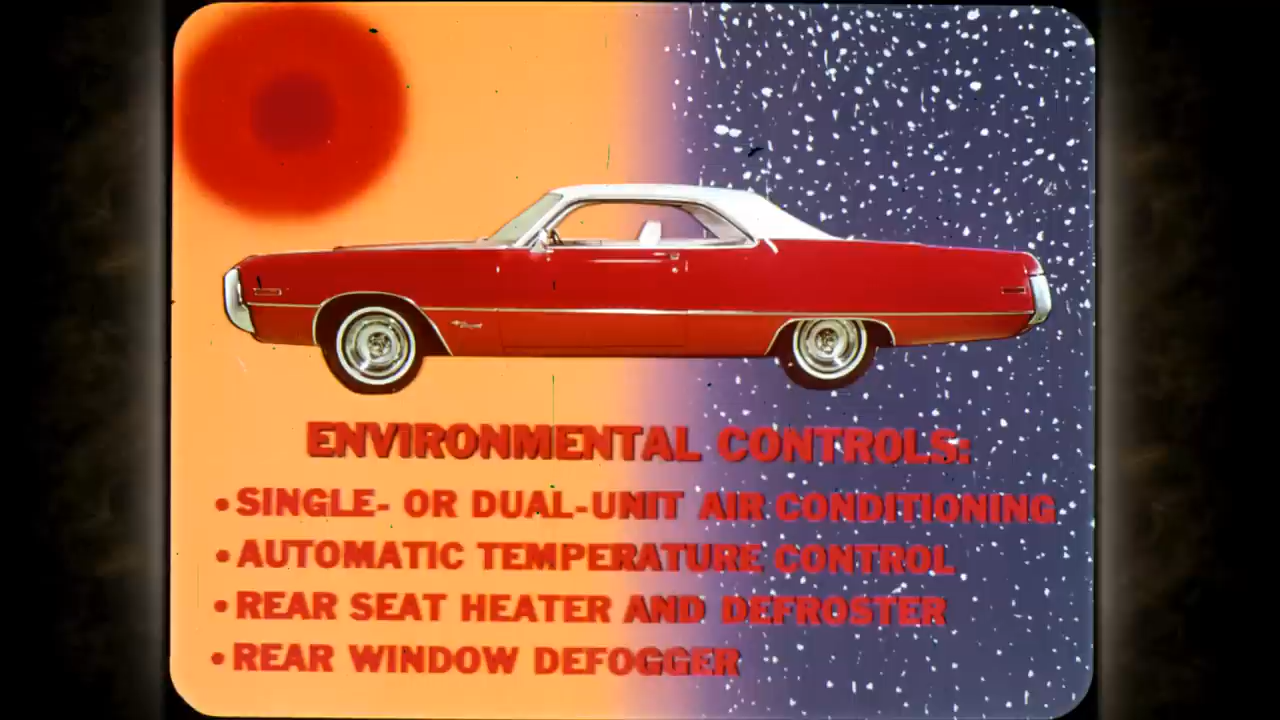 ENVIRONMENTAL CONTROLS:
• SINGLE- OR DUAL-UNIT AIR CONDITIONING
• AUTOMATIC TEMPERATURE CONTROL
• REAR SEAT HEATER AND DEFROSTER
• REAR WINDOW DEFOGGER